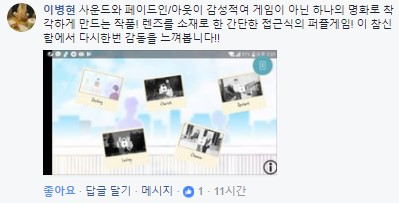 이병현 사운드와 페이드인/아웃이 감성적여 게임이 아닌 하나의 명화로 착
각하게 만드는 작품! 렌즈를 소재로 한 간단한 접근식의 퍼플게임! 이 참신
함에서 다시한번 감동을 느껴봅니다!!
좋아요 · 답글 달기 · 메시지 · 1 · 11시간